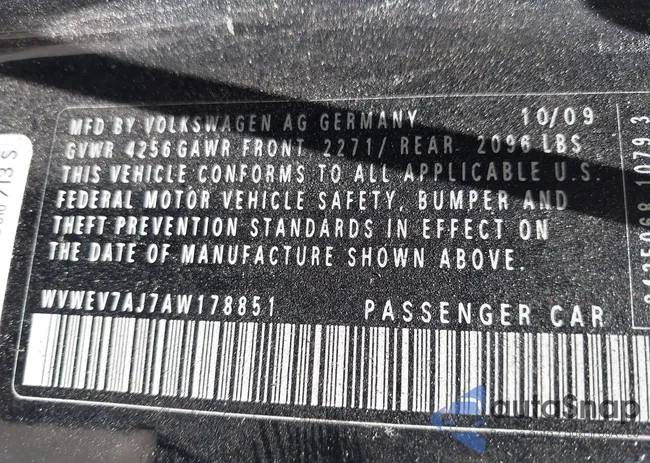 MFD BY VOLKSWAGEN AG GERMANY 10/09
GVWR 4256 GAWR FRONT 2271/ REAR 2096 LBS
THIS VEHICLE CONFORMS TO ALL APPLICABLE U.S.
FEDERAL MOTOR VEHICLE SAFETY, BUMPER AND
THEFT PREVENTION STANDARDS IN EFFECT ON
THE DATE OF MANUFACTURE SHOWN ABOVE.
WVWEV7AJ7AW178851 PASSENGER CAR
autoSnap